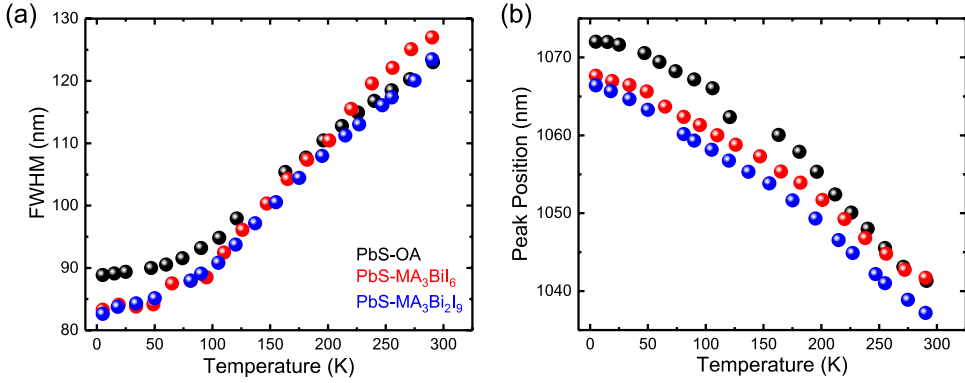 (a)
130
120
110
100
90
80
FWHM (nm)
0 50 100 150 200 250 300
Temperature (K)
PbS-OA
PbS-MA₃BiI₆
PbS-MA₃Bi₂I₉
(b)
1070
1060
1050
1040
Peak Position (nm)
0 50 100 150 200 250 300
Temperature (K)